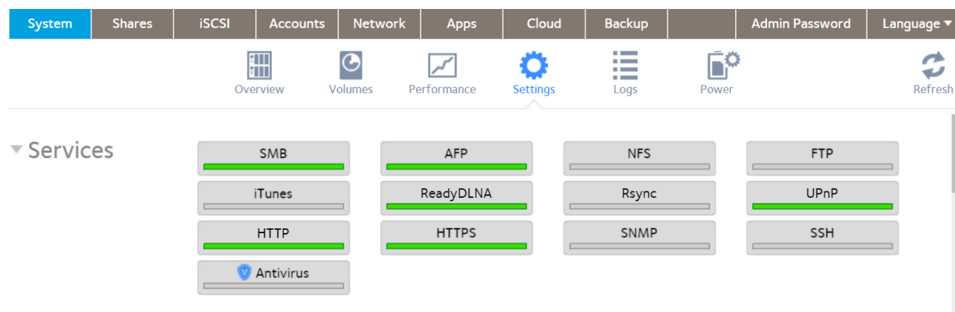 System Shares iSCSI Accounts Network Apps Cloud Backup Admin Password Language
Overview Volumes Performance Settings Logs Power Refresh
Services
SMB AFP NFS FTP
iTunes ReadyDLNA Rsync UPnP
HTTP HTTPS SNMP SSH
V Antivirus